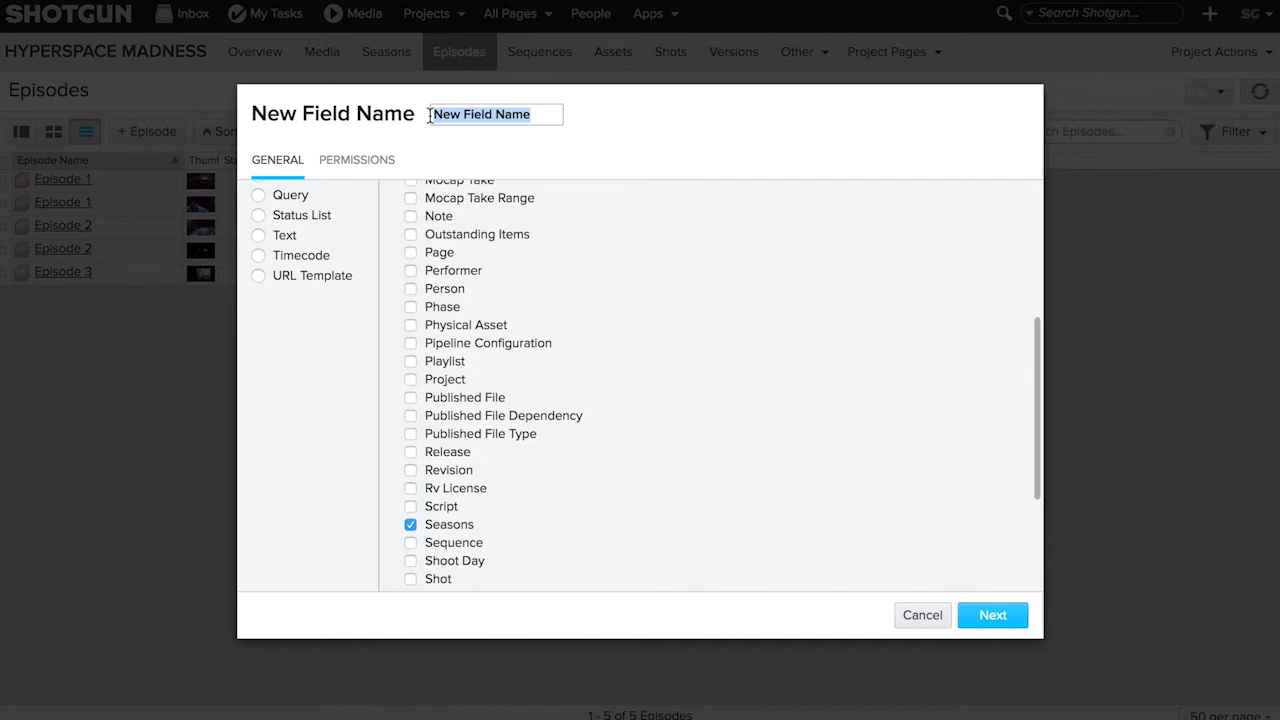 SHOTGUN Inbox My Tasks Media Projects All Pages People Apps Search Shotgun... SG
HYPERSPACE MADNESS Overview Media Seasons Episodes Sequences Assets Shots Versions Other Project Pages Project Actions
Episodes
New Field Name New Field Name
+ Episode Sort ch Episodes... Filter
GENERAL PERMISSIONS
Episode Name Thum Sta
Episode 1
Episode 1
Episode 2
Episode 2
Episode 3
Query
Status List
Text
Timecode
URL Template
Mocap Take
Mocap Take Range
Note
Outstanding Items
Page
Performer
Person
Phase
Physical Asset
Pipeline Configuration
Playlist
Project
Published File
Published File Dependency
Published File Type
Release
Revision
Rv License
Script
Seasons
Sequence
Shoot Day
Shot
Cancel Next
1 - 5 of 5 Episodes 50 per page